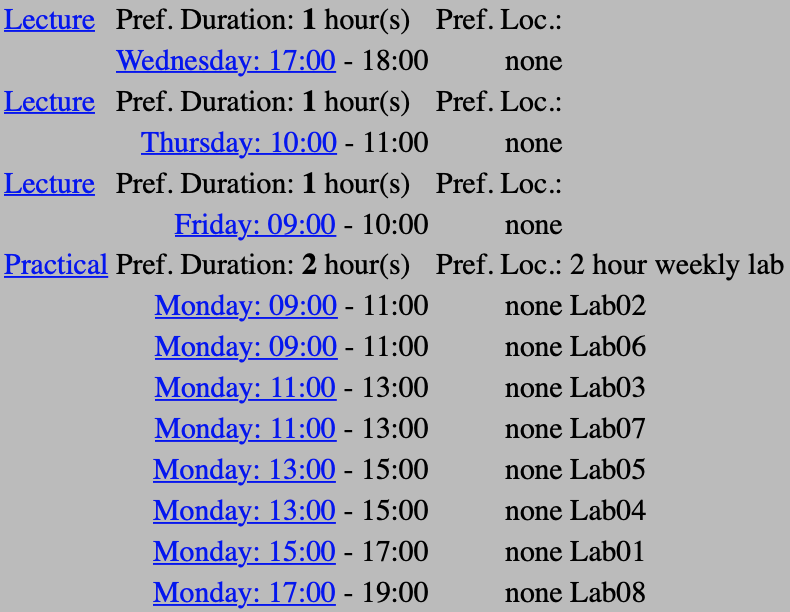 Lecture Pref. Duration: 1 hour(s) Pref. Loc.:
Wednesday: 17:00 - 18:00 none
Lecture Pref. Duration: 1 hour(s) Pref. Loc.:
Thursday: 10:00 - 11:00 none
Lecture Pref. Duration: 1 hour(s) Pref. Loc.:
Friday: 09:00 - 10:00 none
Practical Pref. Duration: 2 hour(s) Pref. Loc.: 2 hour weekly lab
Monday: 09:00 - 11:00 none Lab02
Monday: 09:00 - 11:00 none Lab06
Monday: 11:00 - 13:00 none Lab03
Monday: 11:00 - 13:00 none Lab07
Monday: 13:00 - 15:00 none Lab05
Monday: 13:00 - 15:00 none Lab04
Monday: 15:00 - 17:00 none Lab01
Monday: 17:00 - 19:00 none Lab08